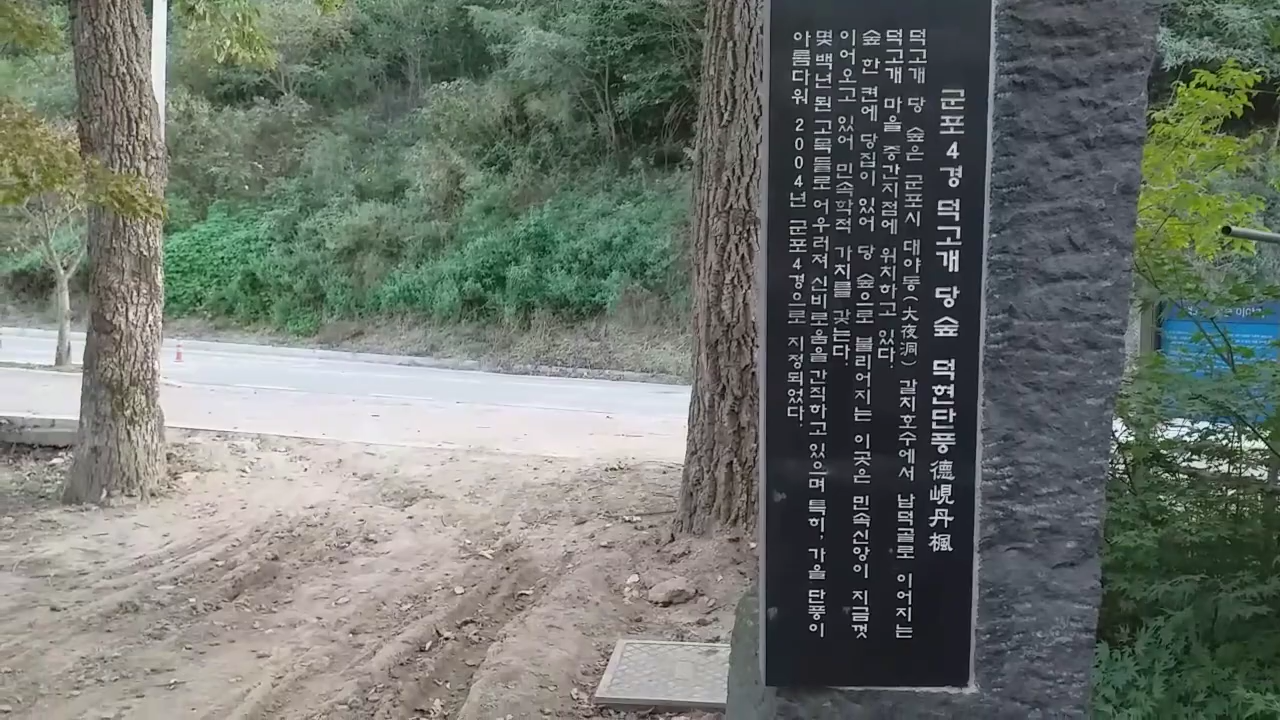 군포4경 덕고개 당숲 덕현단풍 德峴丹楓
덕고개 당 숲은 군포시 대야동(大夜洞) 갈치호수에서 납덕골로 이어지는
덕고개 마을 중간지점에 위치하고 있다.
숲 한 켠에 당집이 있어 당 숲으로 불리어지는 이곳은 민속신앙이 지금껏
이어오고 있어 민속학적 가치를 갖는다.
몇 백년 된 고목들로 어우러져 신비로움을 간직하고 있으며 특히, 가을 단풍이
아름다워 2004년 군포4경으로 지정되었다.